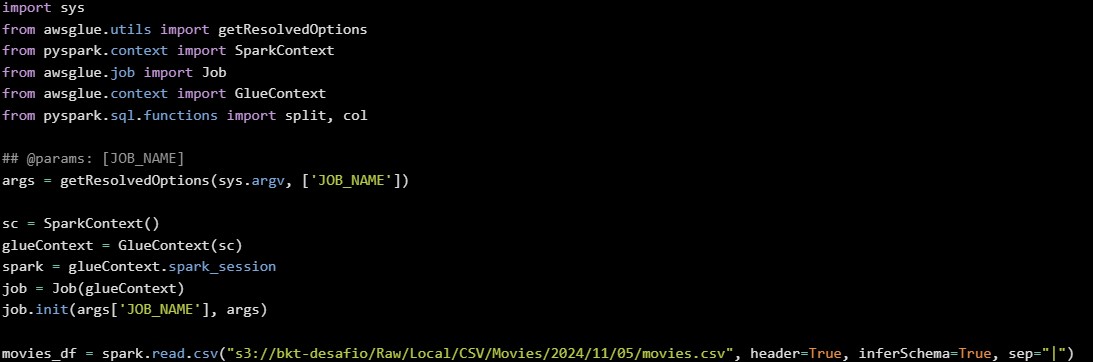 import sys
from awsglue.utils import getResolvedOptions
from pyspark.context import SparkContext
from awsglue.job import Job
from awsglue.context import GlueContext
from pyspark.sql.functions import split, col
## @params: [JOB_NAME]
args = getResolvedOptions(sys.argv, ['JOB_NAME'])
sc = SparkContext()
glueContext = GlueContext(sc)
spark = glueContext.spark_session
job = Job(glueContext)
job.init(args['JOB_NAME'], args)
movies_df = spark.read.csv("s3://bkt-desafio/Raw/Local/CSV/Movies/2024/11/05/movies.csv", header=True, inferSchema=True, sep="|")